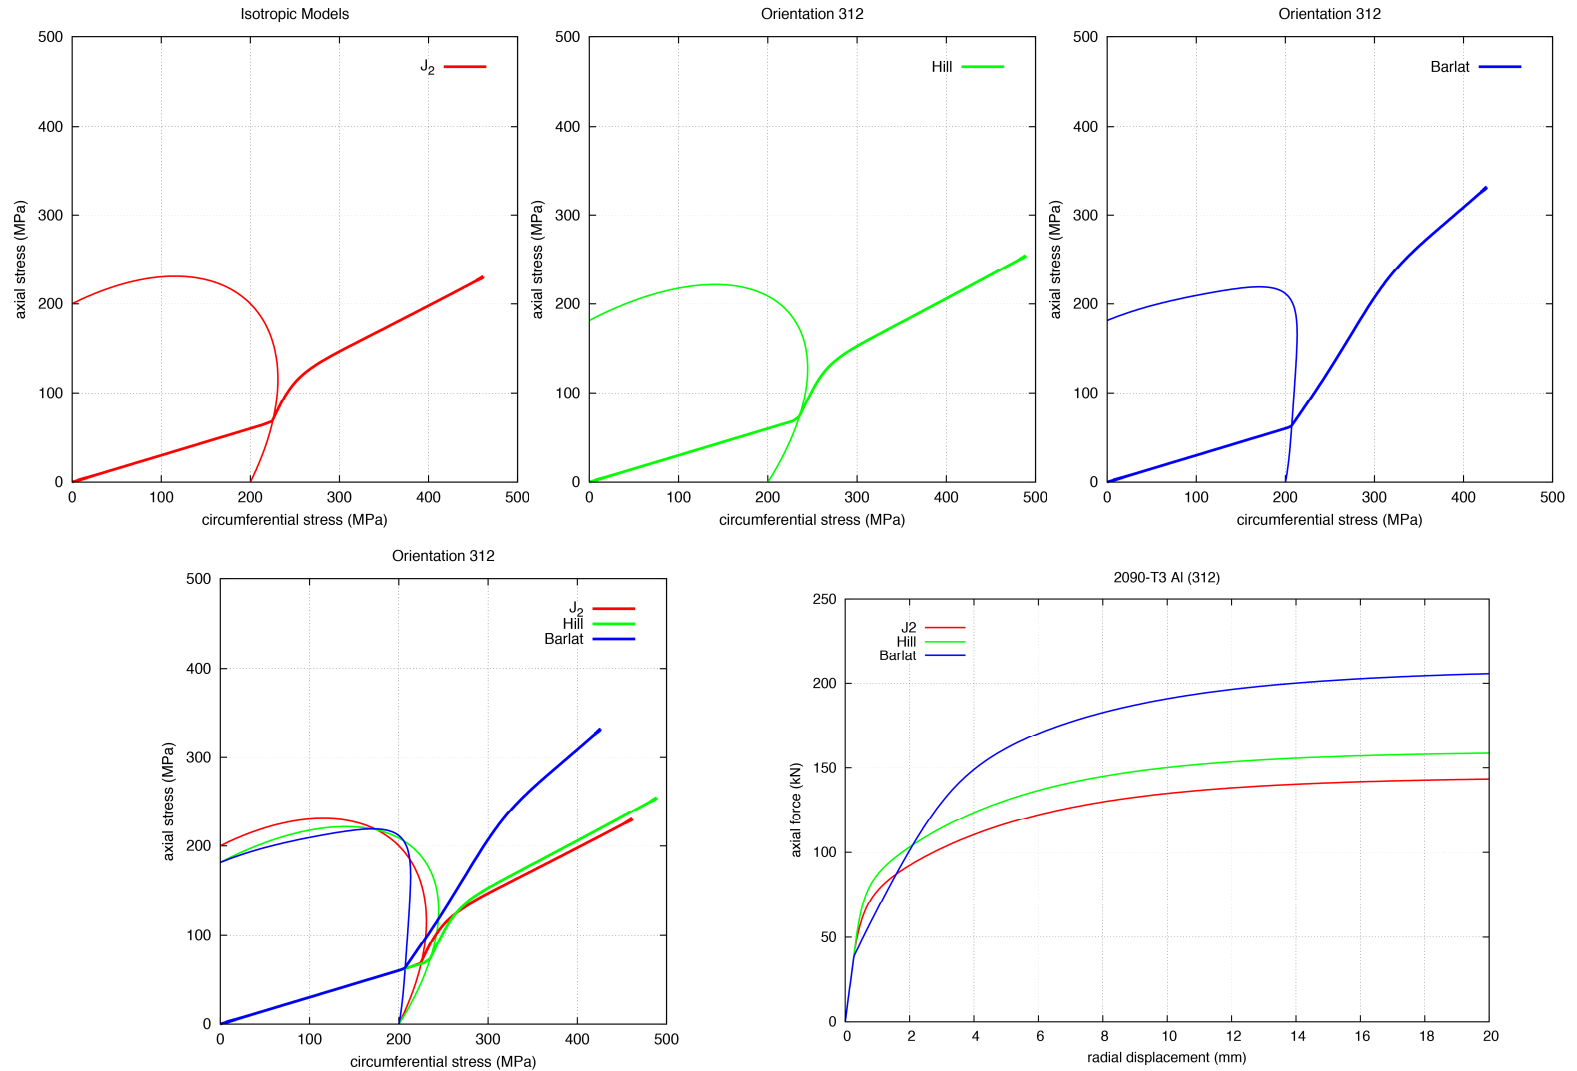 Isotropic Models
J2
500
400
300
200
100
0
0 100 200 300 400 500
axial stress (MPa)
circumferential stress (MPa)
Orientation 312
Hill
500
400
300
200
100
0
0 100 200 300 400 500
axial stress (MPa)
circumferential stress (MPa)
Orientation 312
Barlat
500
400
300
200
100
0
0 100 200 300 400 500
axial stress (MPa)
circumferential stress (MPa)
Orientation 312
J2
Hill
Barlat
500
400
300
200
100
0
0 100 200 300 400 500
axial stress (MPa)
circumferential stress (MPa)
2090-T3 Al (312)
J2
Hill
Barlat
250
200
150
100
50
0
0 2 4 6 8 10 12 14 16 18 20
axial force (kN)
radial displacement (mm)